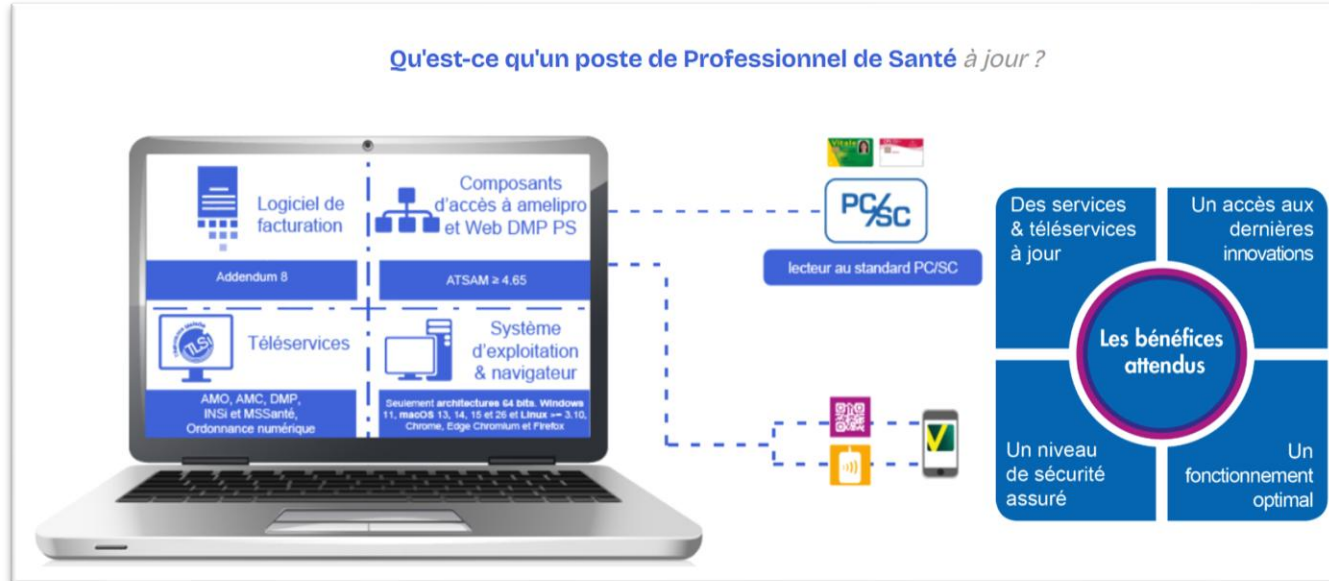 Qu'est-ce qu'un poste de Professionnel de Santé à jour ?
Logiciel de
facturation
Addendum 8
Composants
d'accès à amelipro
et Web DMP PS
ATSAM ≥ 4.65
TLSi
Téléservices
AMO, AMC, DMP,
INSi et MSSanté,
Ordonnance numérique
Système
d'exploitation
& navigateur
Seulement architectures 64 bits. Windows
11, macOS 13, 14, 15 et 26 et Linux >= 3.10,
Chrome, Edge Chromium et Firefox
Vitale
PC/SC
lecteur au standard PC/SC
Des services
& téléservices
à jour
Un accès aux
dernières
innovations
Les bénéfices
attendus
Un niveau
de sécurité
assuré
Un
fonctionnement
optimal